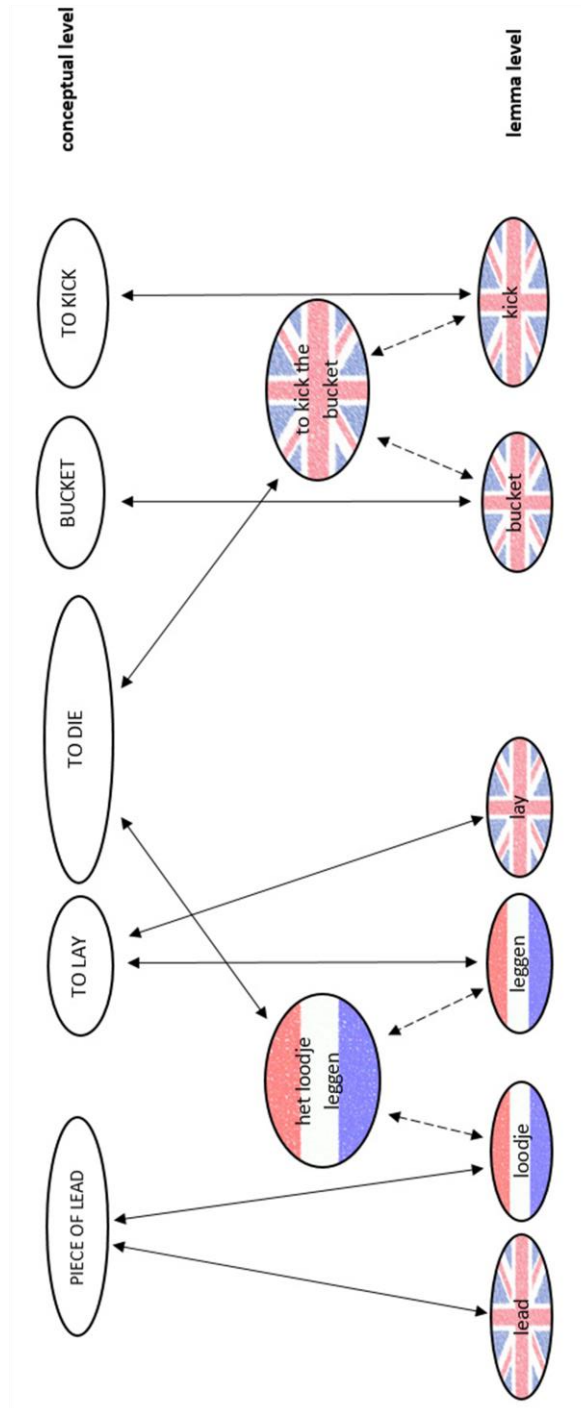 conceptual level
PIECE OF LEAD
TO LAY
TO DIE
BUCKET
TO KICK
het loodje
leggen
to kick the
bucket
lemma level
lead
loodje
leggen
lay
bucket
kick